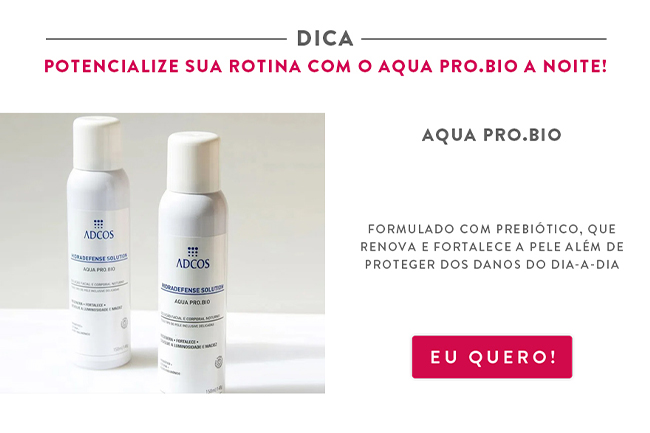 DICA
POTENCIALIZE SUA ROTINA COM O AQUA PRO.BIO A NOITE!
ADCOS
HIDRADEFENSE SOLUTION
AQUA PRO.BIO
ADCOS
HIDRADEFENSE SOLUTION
AQUA PRO.BIO
AQUA PRO.BIO
FORMULADO COM PREBIÓTICO, QUE
RENOVA E FORTALECE A PELE ALÉM DE
PROTEGER DOS DANOS DO DIA-A-DIA
EU QUERO!